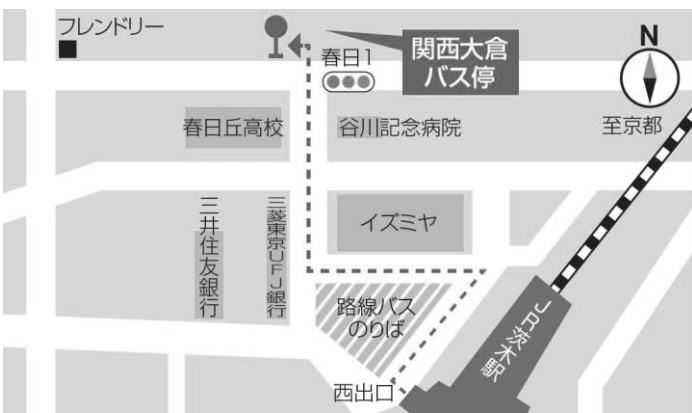 フレンドリー
春日1
関西大倉
バス停
N
春日丘高校
谷川記念病院
至京都
三井住友銀行
三菱東京UFJ銀行
イズミヤ
路線バス
のりば
JR茨木駅
西出口